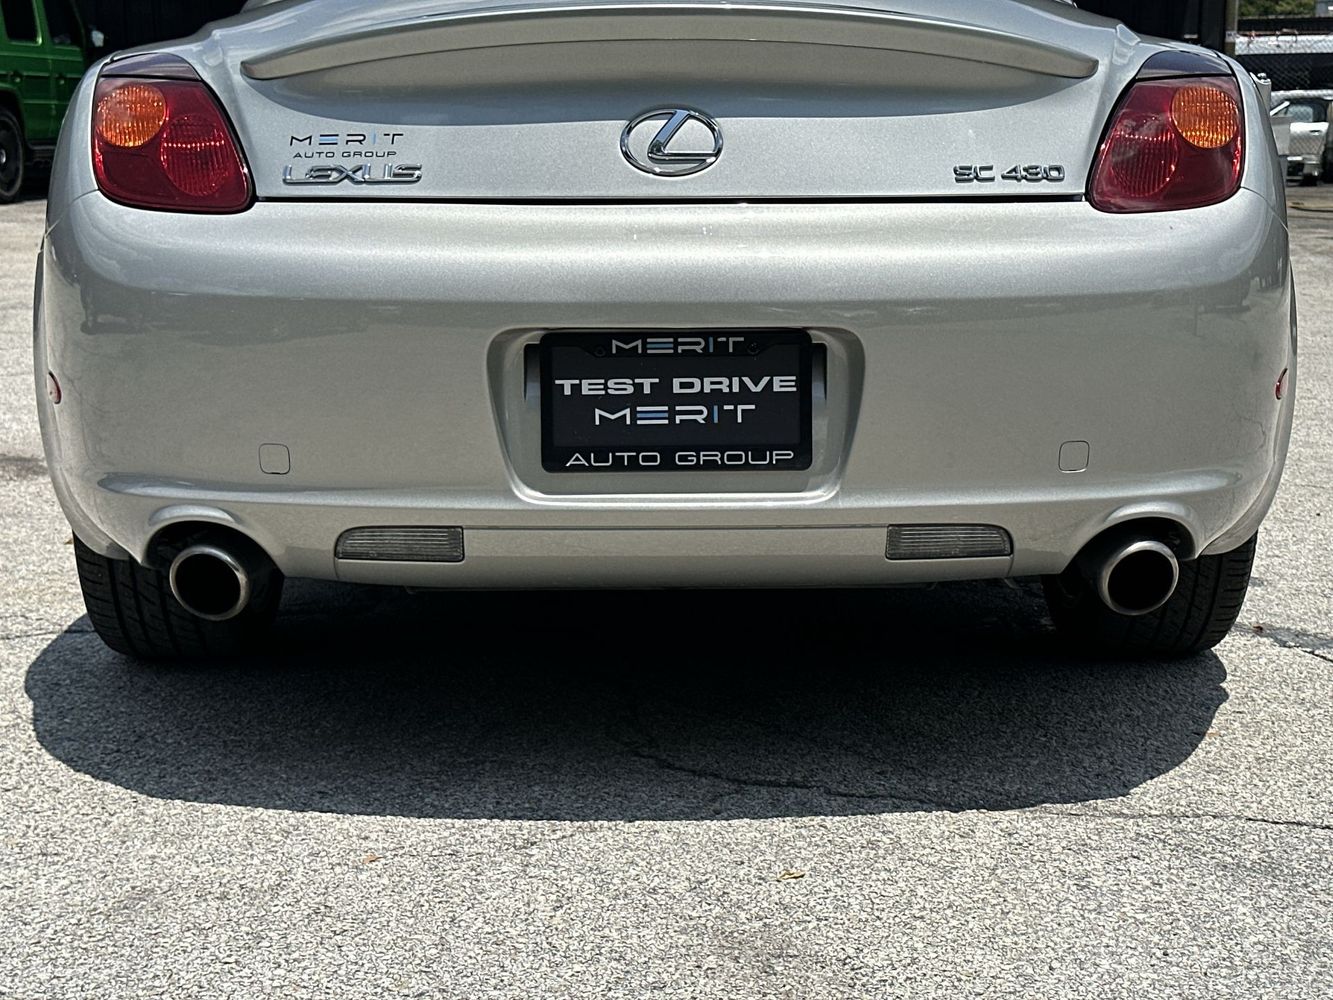 MERIT
AUTO GROUP
LEXUS
SC 430
MERIT
TEST DRIVE
MERIT
AUTO GROUP